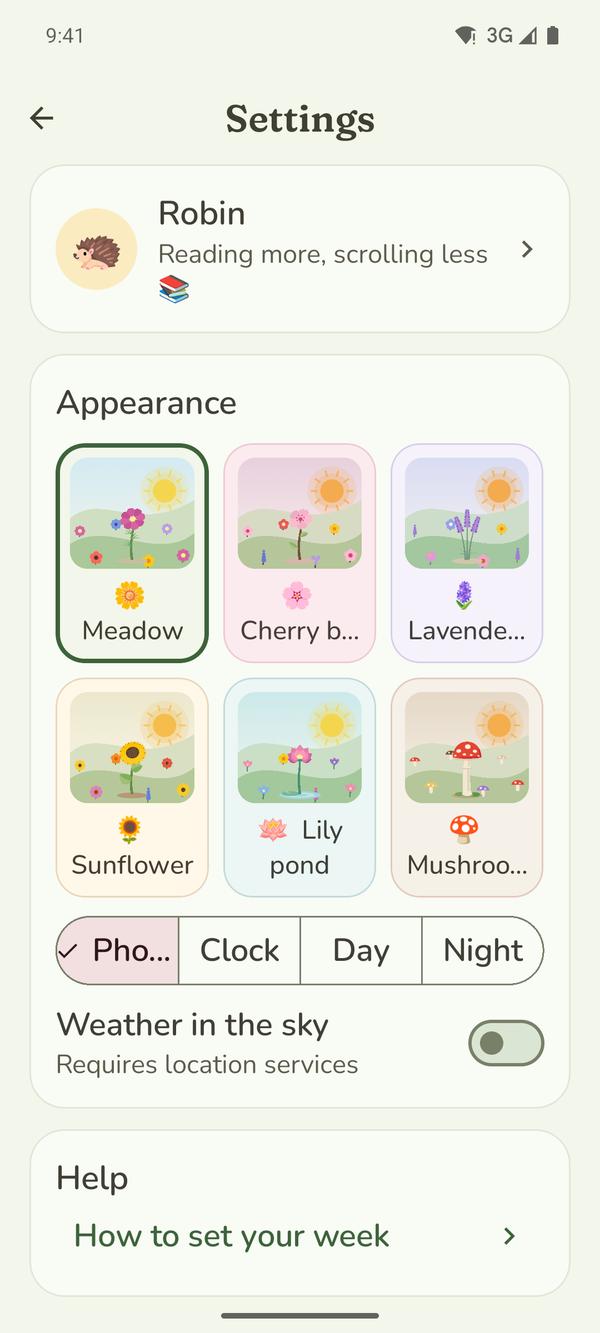 9:41
3G
Settings
Robin
Reading more, scrolling less
📚
Appearance
🌼
Meadow
🌸
Cherry b...
🪻
Lavende...
🌻
Sunflower
🪷 Lily
pond
🍄
Mushroo...
Pho...
Clock
Day
Night
Weather in the sky
Requires location services
Help
How to set your week